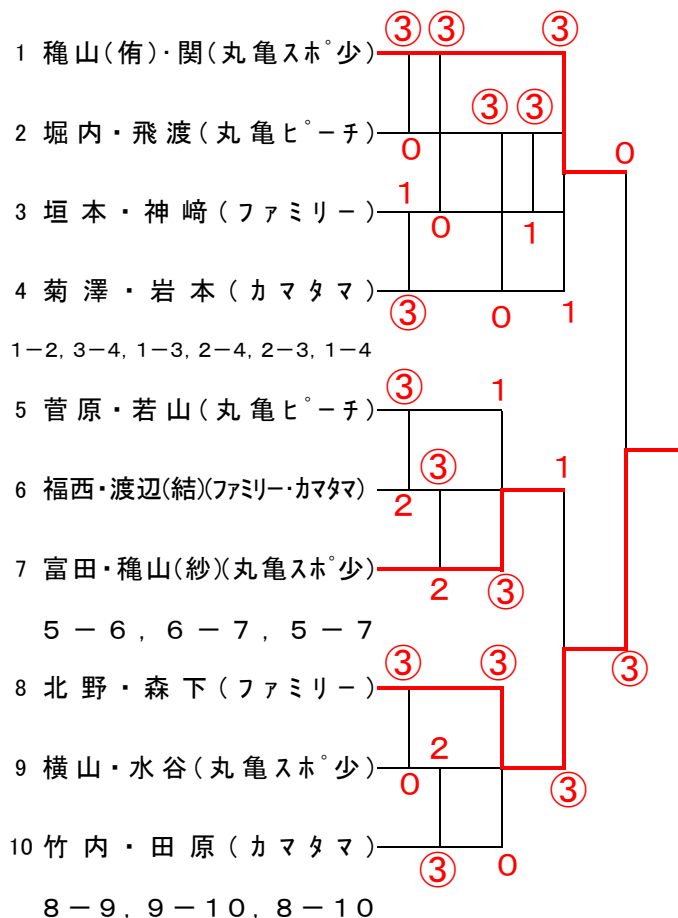 ③ ③ ③
1 穐山(侑)・関(丸亀スポ少)
③ ③ 0
2 堀内・飛渡(丸亀ピーチ)
0
1
3 垣本・神﨑(ファミリー)
0 1
4 菊澤・岩本(カマタマ)
③ 0 1
1－2, 3－4, 1－3, 2－4, 2－3, 1－4
③ 1
5 菅原・若山(丸亀ピーチ)
③ 1
6 福西・渡辺(結)(ファミリー・カマタマ)
2
7 富田・穐山(紗)(丸亀スポ少)
2 ③
5－6, 6－7, 5－7
③ ③ ③
8 北野・森下(ファミリー)
2
9 横山・水谷(丸亀スポ少)
0 ③
10 竹内・田原(カマタマ)
③ 0
8－9, 9－10, 8－10